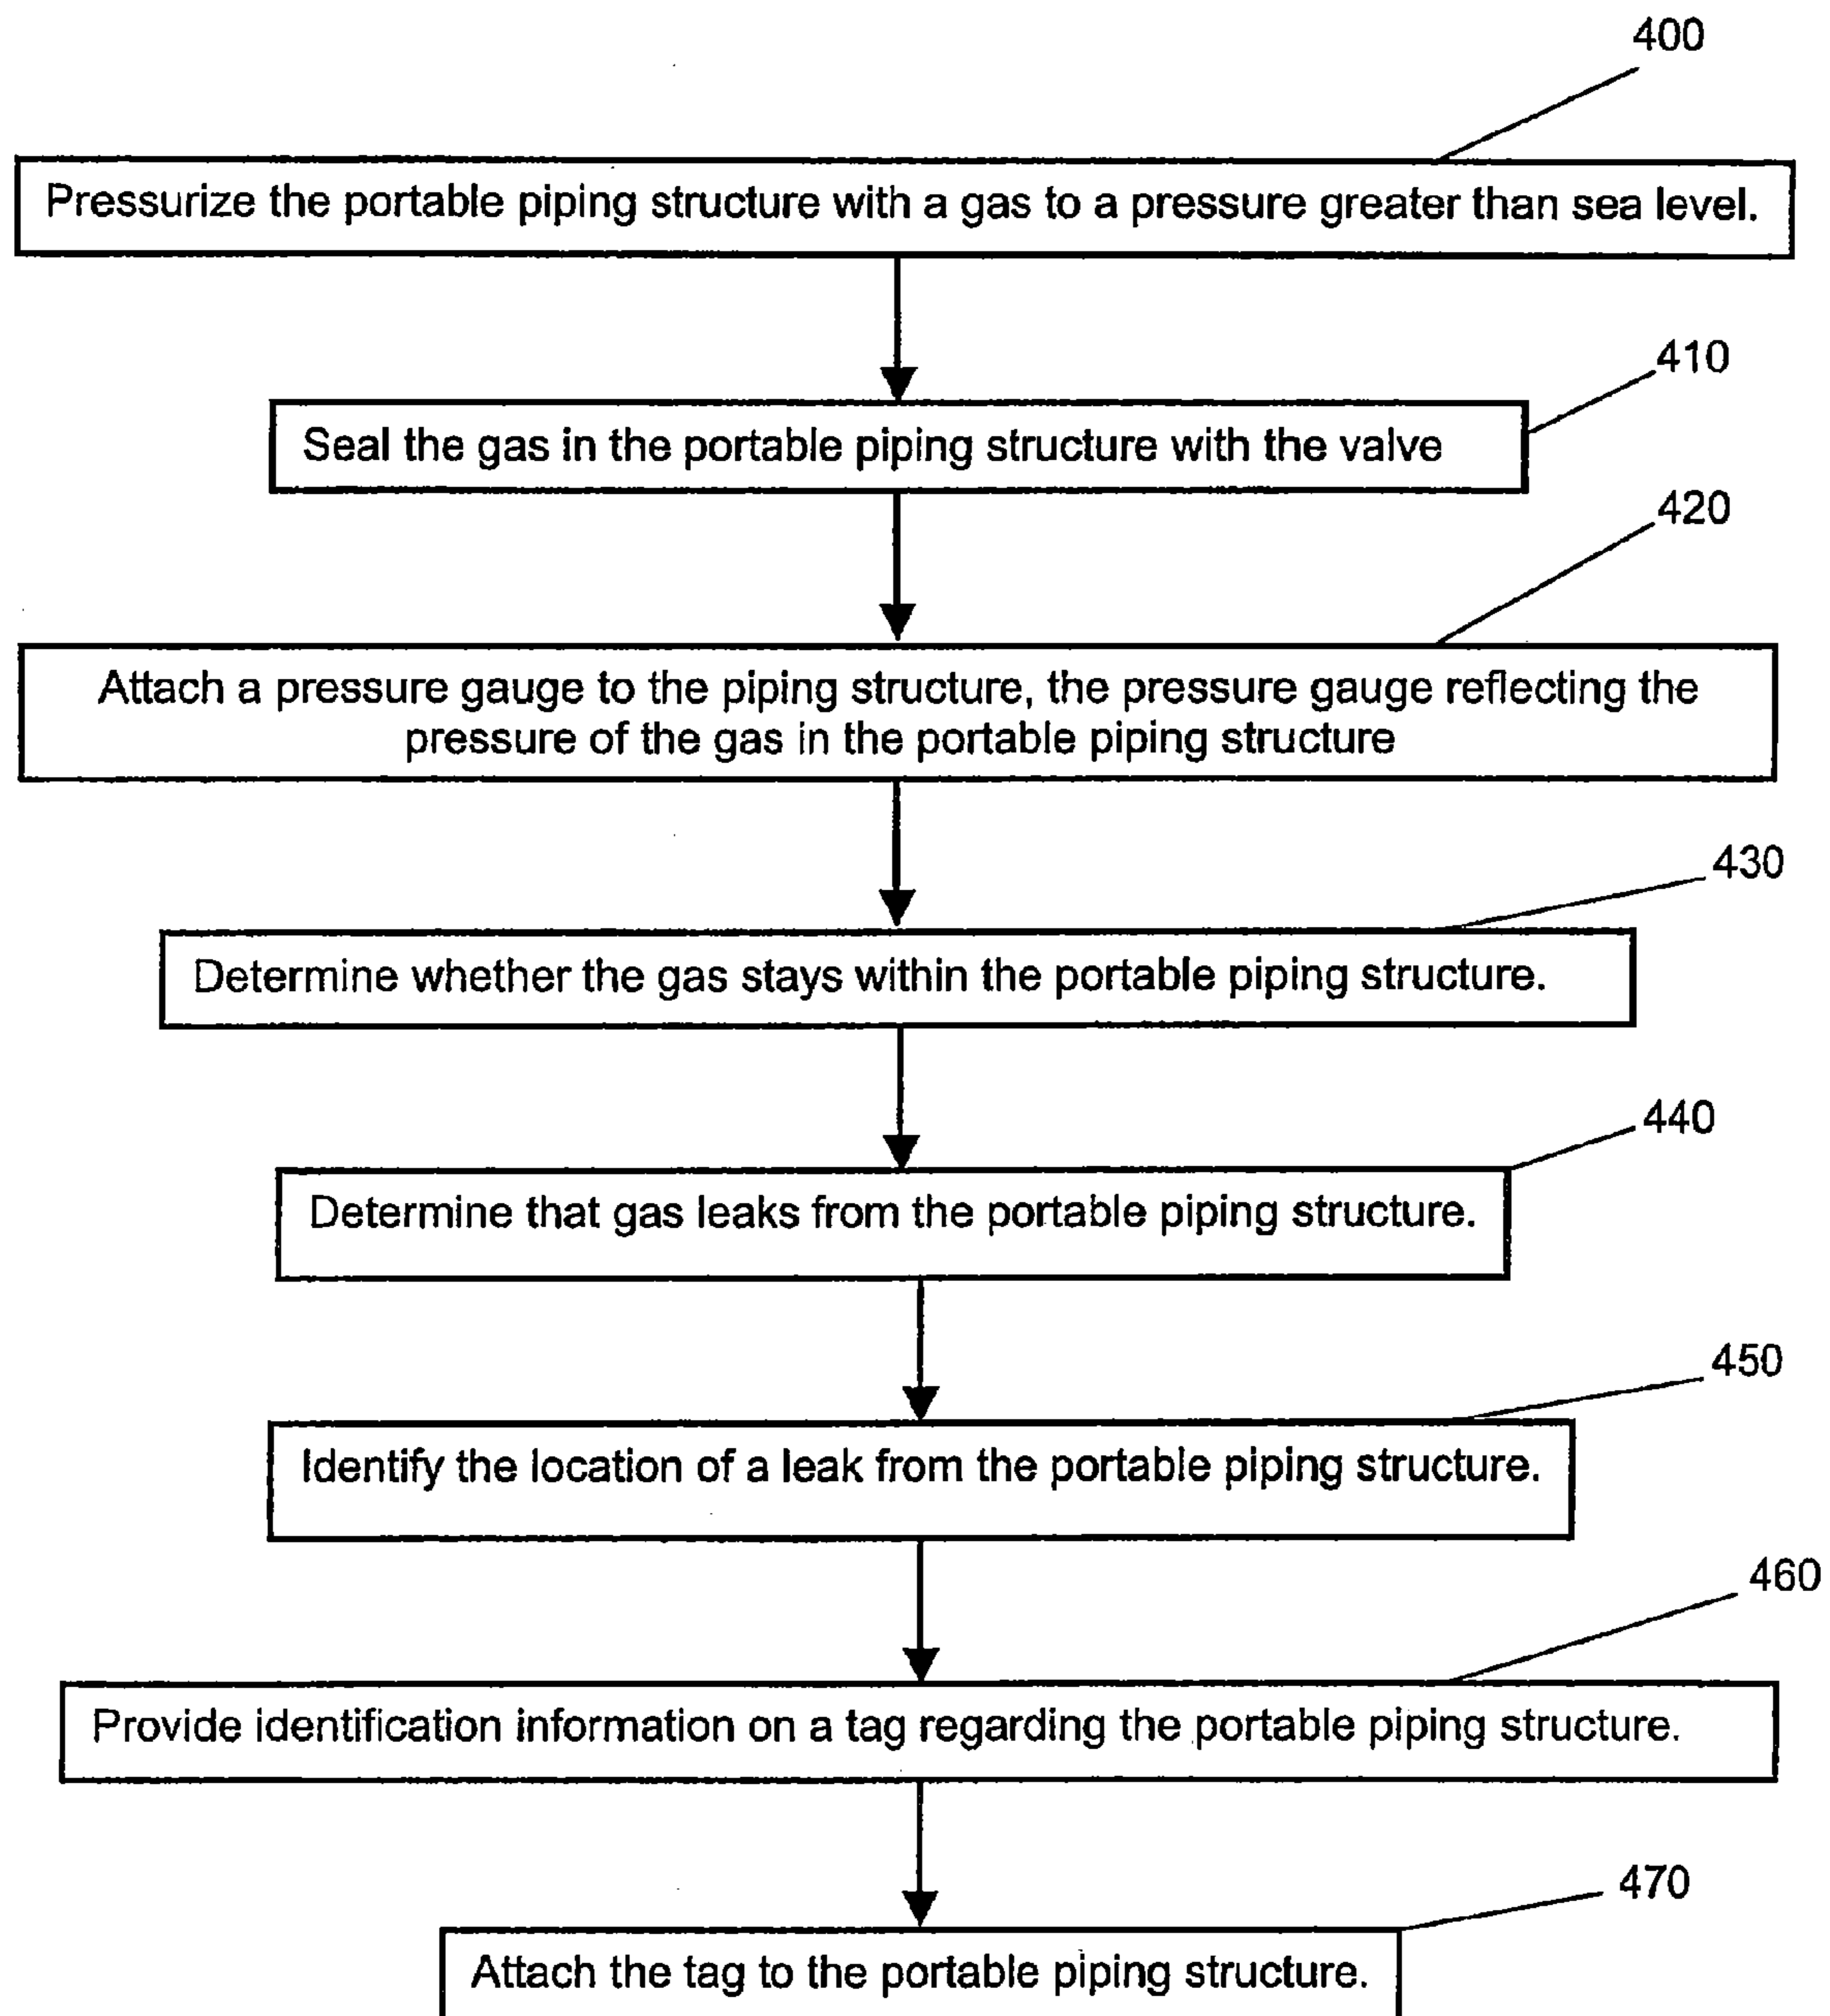 400
Pressurize the portable piping structure with a gas to a pressure greater than sea level.
410
Seal the gas in the portable piping structure with the valve
420
Attach a pressure gauge to the piping structure, the pressure gauge reflecting the
pressure of the gas in the portable piping structure
430
Determine whether the gas stays within the portable piping structure.
440
Determine that gas leaks from the portable piping structure.
450
Identify the location of a leak from the portable piping structure.
460
Provide identification information on a tag regarding the portable piping structure.
470
Attach the tag to the portable piping structure.